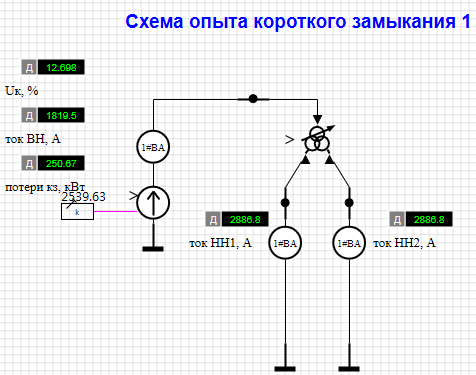 Схема опыта короткого замыкания 1
Д 12.698
Uк, %
Д 1819.5
ток ВН, А
1#ВА
>
Д 250.67
потери кз, кВт
2539.63
>
k
Д 2886.8
Д 2886.8
ток НН1, А
1#ВА
1#ВА
ток НН2, А